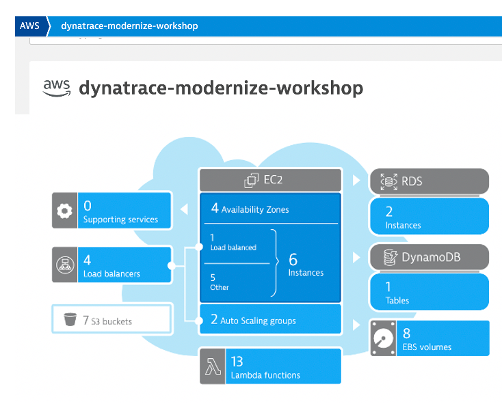 AWS dynatrace-modernize-workshop
aws dynatrace-modernize-workshop
EC2
4 Availability Zones
1
Load balanced
5
Other
6
Instances
2 Auto Scaling groups
0
Supporting services
4
Load balancers
7 S3 buckets
13
Lambda functions
RDS
2
Instances
DynamoDB
1
Tables
8
EBS volumes